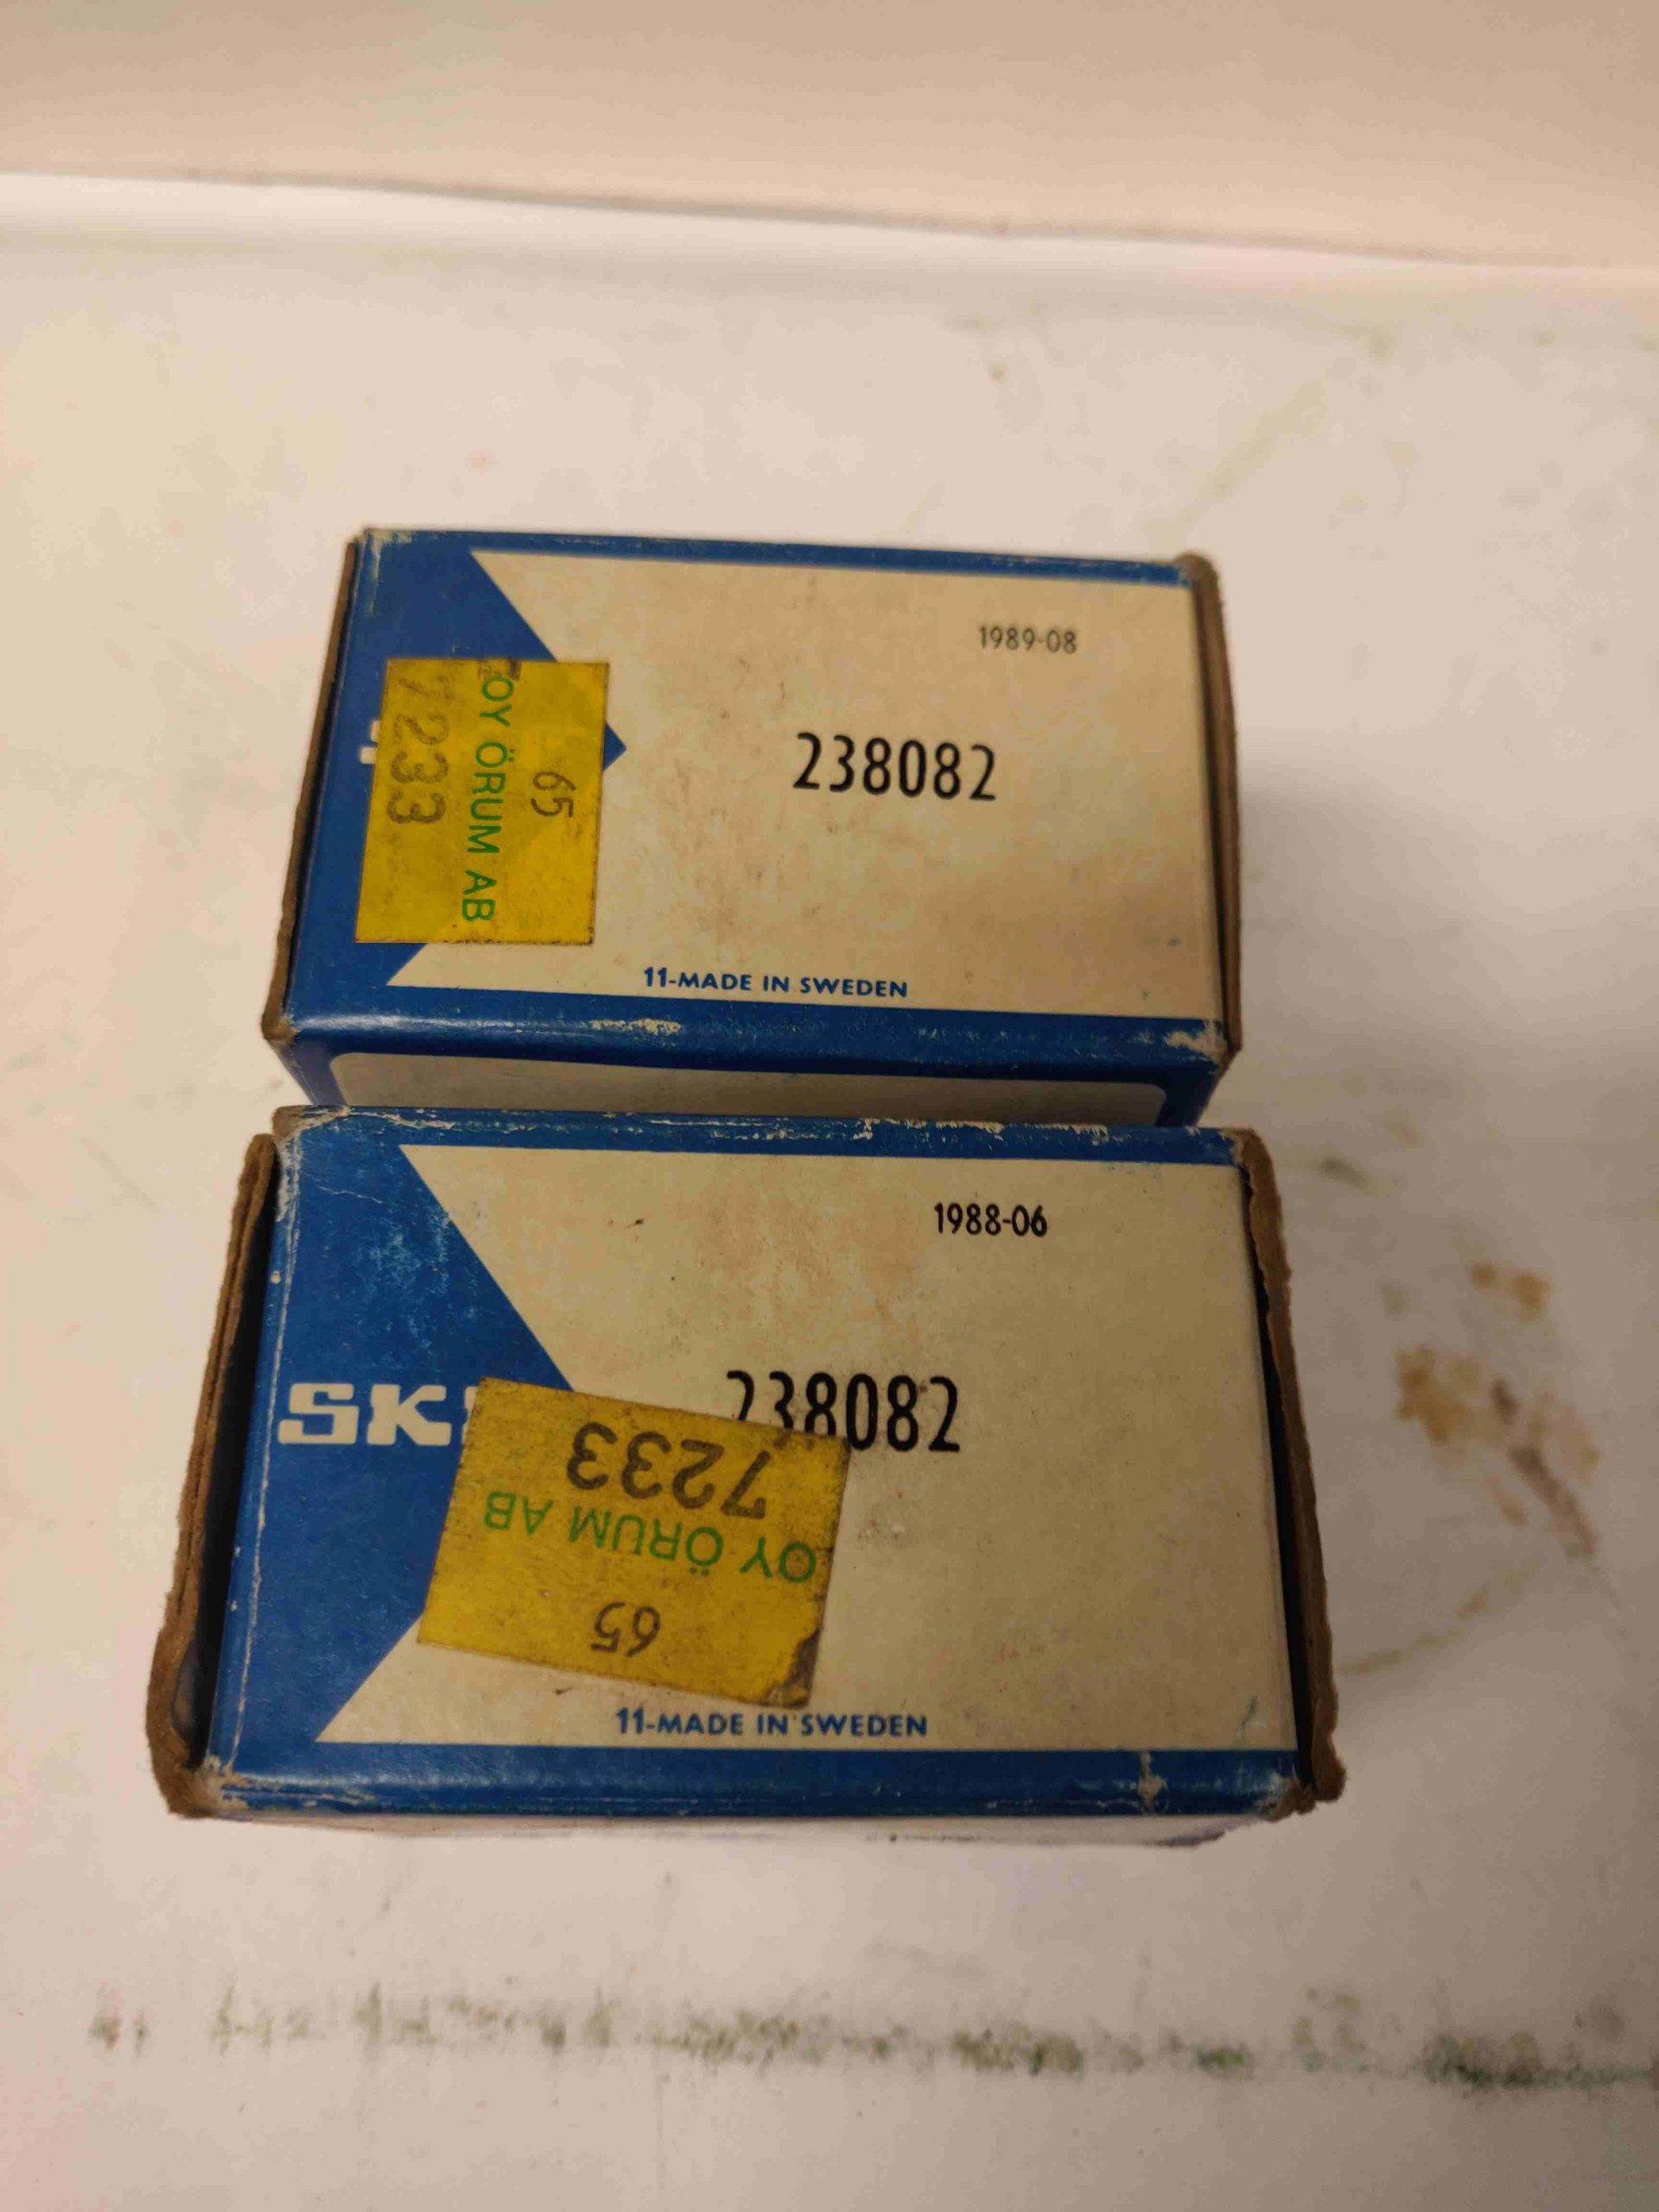 1989-08
238082
65
OY ÖRUM AB
7233
11-MADE IN SWEDEN
1988-06
SK
238082
7233
OY ÖRUM AB
65
11-MADE IN SWEDEN